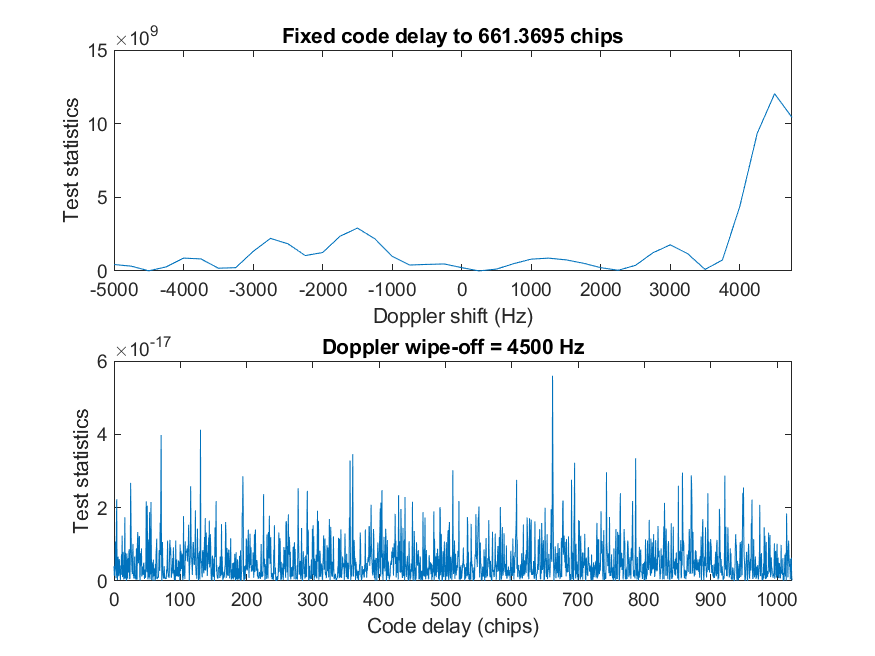 Fixed code delay to 661.3695 chips
×10^9
15
10
5
0
Test statistics
-5000 -4000 -3000 -2000 -1000 0 1000 2000 3000 4000
Doppler shift (Hz)
Doppler wipe-off = 4500 Hz
×10^-17
6
4
2
0
Test statistics
0 100 200 300 400 500 600 700 800 900 1000
Code delay (chips)